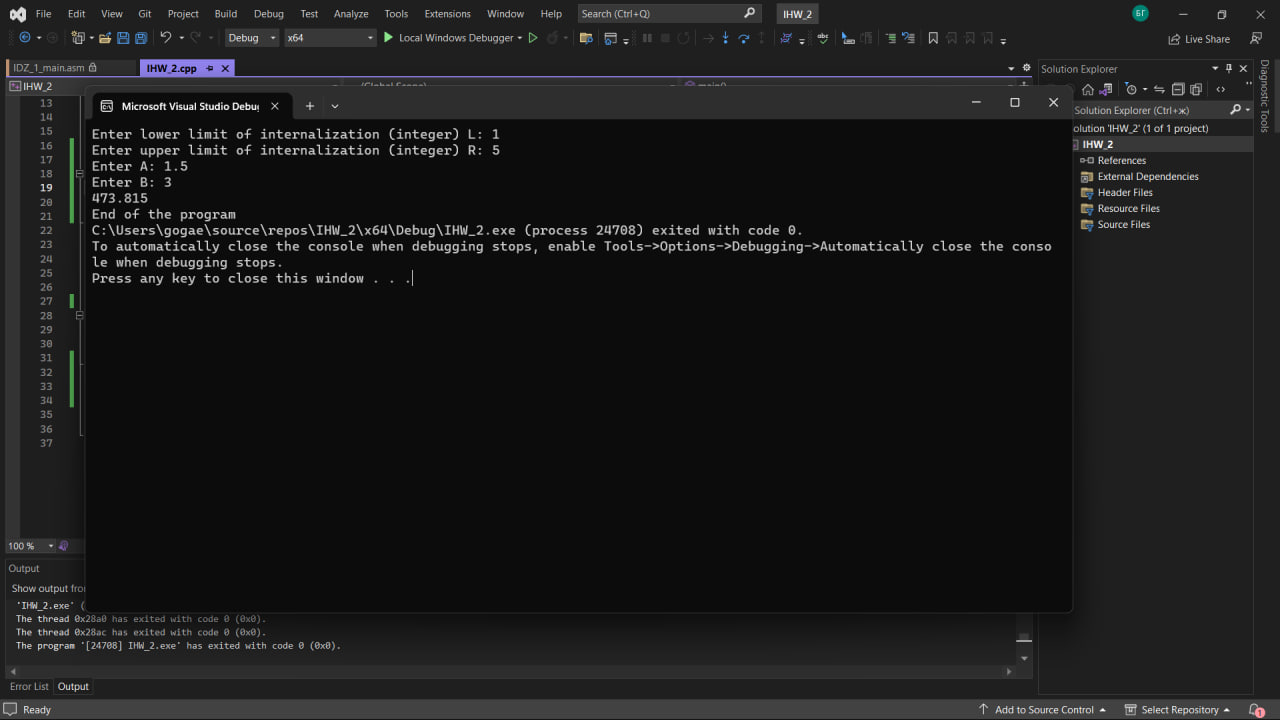 File Edit View Git Project Build Debug Test Analyze Tools Extensions Window Help Search (Ctrl+Q) IHW_2 БГ
Debug x64 Local Windows Debugger Live Share
IDZ_1_main.asm IHW_2.cpp Solution Explorer
IHW_2 (Global Scope) main()
Microsoft Visual Studio Debug
Solution Explorer (Ctrl+ж)
olution 'IHW_2' (1 of 1 project)
IHW_2
References
External Dependencies
Header Files
Resource Files
Source Files
Diagnostic Tools
13
14
15
16
17
18
19
20
21
22
23
24
25
26
27
28
29
30
31
32
33
34
35
36
37
Enter lower limit of internalization (integer) L: 1
Enter upper limit of internalization (integer) R: 5
Enter A: 1.5
Enter B: 3
473.815
End of the program
C:\Users\gogae\source\repos\IHW_2\x64\Debug\IHW_2.exe (process 24708) exited with code 0.
To automatically close the console when debugging stops, enable Tools->Options->Debugging->Automatically close the conso
le when debugging stops.
Press any key to close this window . . .
100 %
Output
Show output from
'IHW_2.exe' (
The thread 0x28a0 has exited with code 0 (0x0).
The thread 0x28ac has exited with code 0 (0x0).
The program '[24708] IHW_2.exe' has exited with code 0 (0x0).
Error List Output
Ready Add to Source Control Select Repository 1